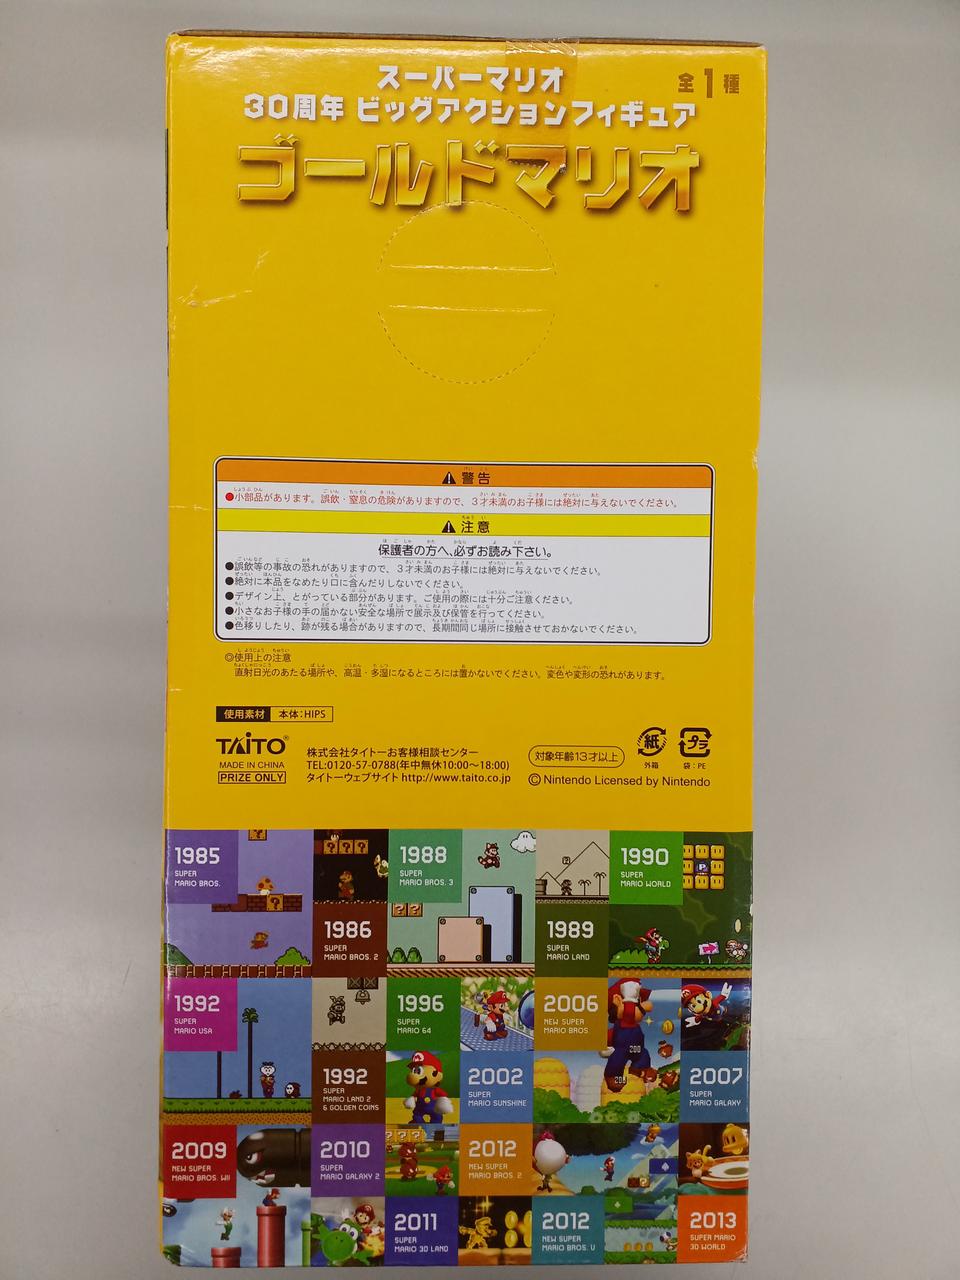 スーパーマリオ
30周年 ビッグアクションフィギュア
全1種
ゴールドマリオ
警告
●小部品があります。誤飲・窒息の危険がありますので、3才未満のお子様には絶対に与えないでください。
注意
保護者の方へ、必ずお読み下さい。
●誤飲等の事故の恐れがありますので、3才未満のお子様には絶対に与えないでください。
●絶対に本品をなめたり口に含んだりしないでください。
●デザイン上、とがっている部分があります。ご使用の際には十分ご注意ください。
●小さなお子様の手の届かない安全な場所で展示及び保管を行ってください。
●色移りしたり、跡が残る場合がありますので、長期間同じ場所に接触させておかないでください。
◎使用上の注意
直射日光のあたる場所や、高温・多湿になるところには置かないでください。変色や変形の恐れがあります。
使用素材 本体:HIPS
TAITO®
MADE IN CHINA
PRIZE ONLY
株式会社タイトーお客様相談センター
TEL:0120-57-0788(年中無休10:00〜18:00)
タイトーウェブサイト http://www.taito.co.jp
対象年齢13才以上
紙
外箱
プラ
袋:PE
© Nintendo Licensed by Nintendo
1985
SUPER
MARIO BROS.
1988
SUPER
MARIO BROS. 3
1990
SUPER
MARIO WORLD
P
1986
SUPER
MARIO BROS. 2
1989
SUPER
MARIO LAND
1992
SUPER
MARIO USA
1996
SUPER
MARIO 64
2006
NEW SUPER
MARIO BROS.
200
200
1992
SUPER
MARIO LAND 2
6 GOLDEN COINS
2002
SUPER
MARIO SUNSHINE
2007
SUPER
MARIO GALAXY
2009
NEW SUPER
MARIO BROS. WII
2010
SUPER
MARIO GALAXY 2
2012
NEW SUPER
MARIO BROS. 2
2011
SUPER
MARIO 3D LAND
2012
NEW SUPER
MARIO BROS. U
2013
SUPER MARIO
3D WORLD